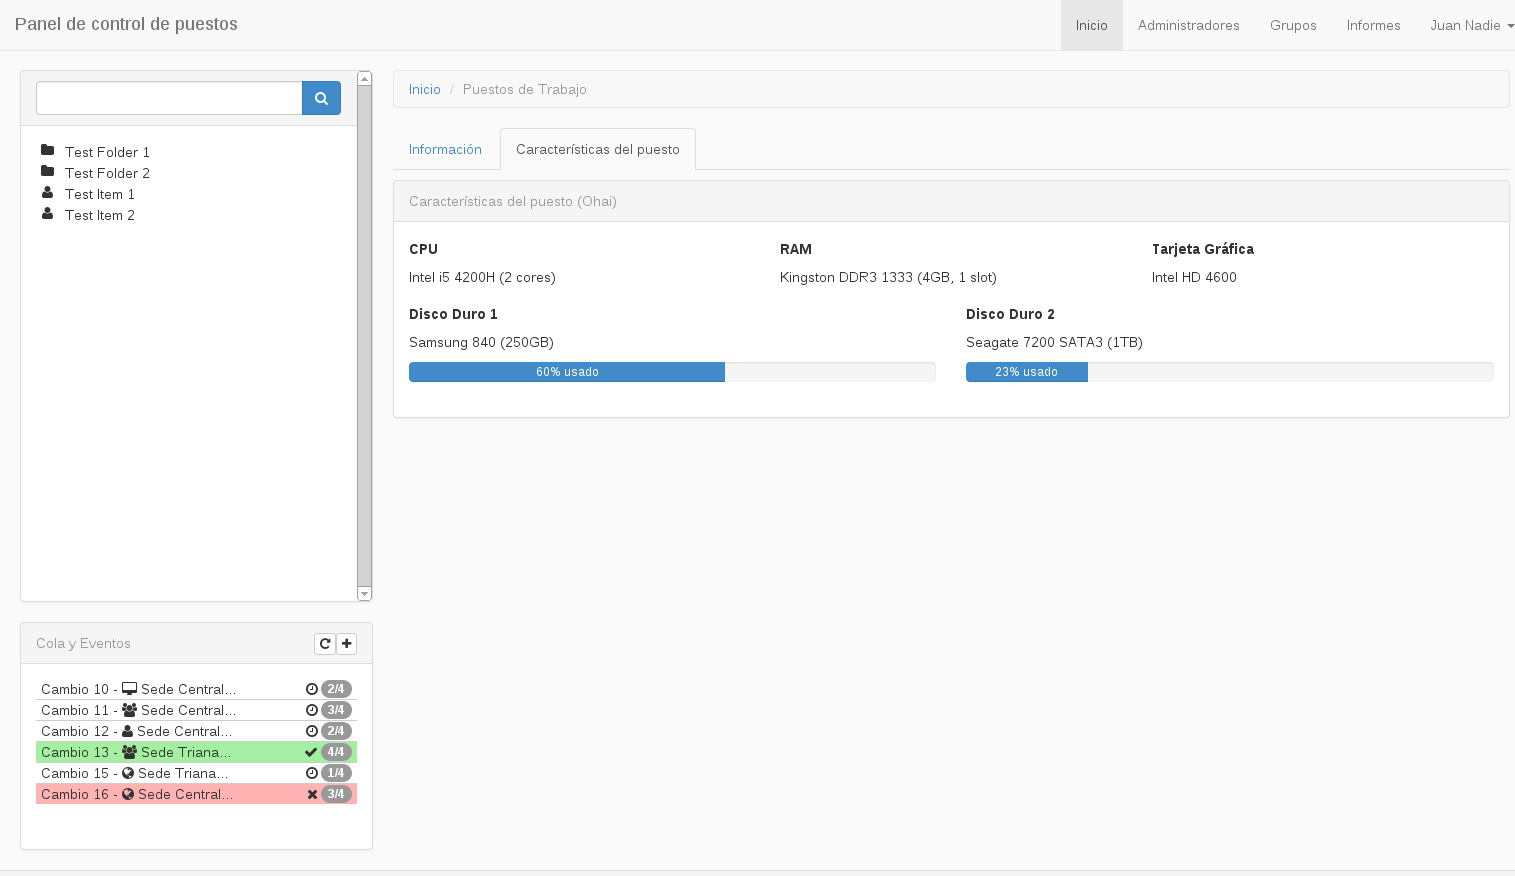 Panel de control de puestos
Inicio Administradores Grupos Informes Juan Nadie
Test Folder 1
Test Folder 2
Test Item 1
Test Item 2
Cola y Eventos
Cambio 10 - Sede Central... 2/4
Cambio 11 - Sede Central... 3/4
Cambio 12 - Sede Central... 2/4
Cambio 13 - Sede Triana... 4/4
Cambio 15 - Sede Triana... 1/4
Cambio 16 - Sede Central... 3/4
Inicio / Puestos de Trabajo
Información Características del puesto
Características del puesto (Ohai)
CPU RAM Tarjeta Gráfica
Intel i5 4200H (2 cores) Kingston DDR3 1333 (4GB, 1 slot) Intel HD 4600
Disco Duro 1 Disco Duro 2
Samsung 840 (250GB) Seagate 7200 SATA3 (1TB)
60% usado 23% usado